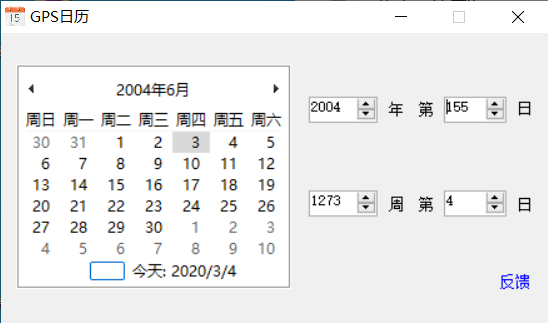 15 GPS日历
2004年6月
周日 周一 周二 周三 周四 周五 周六
30 31 1 2 3 4 5
6 7 8 9 10 11 12
13 14 15 16 17 18 19
20 21 22 23 24 25 26
27 28 29 30 1 2 3
4 5 6 7 8 9 10
今天: 2020/3/4
2004 年 第 155 日
1273 周 第 4 日
反馈